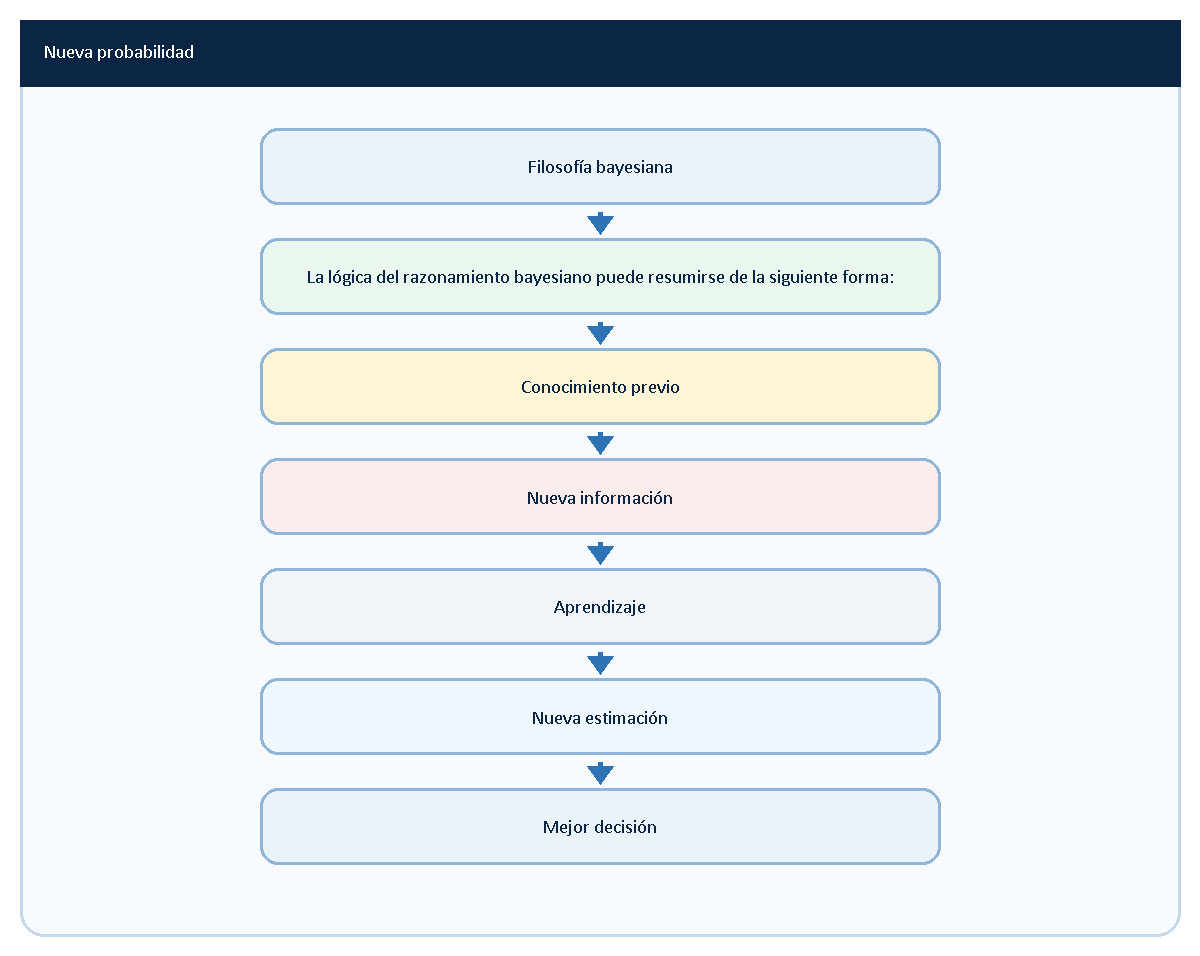 Nueva probabilidad
Filosofía bayesiana
La lógica del razonamiento bayesiano puede resumirse de la siguiente forma:
Conocimiento previo
Nueva información
Aprendizaje
Nueva estimación
Mejor decisión